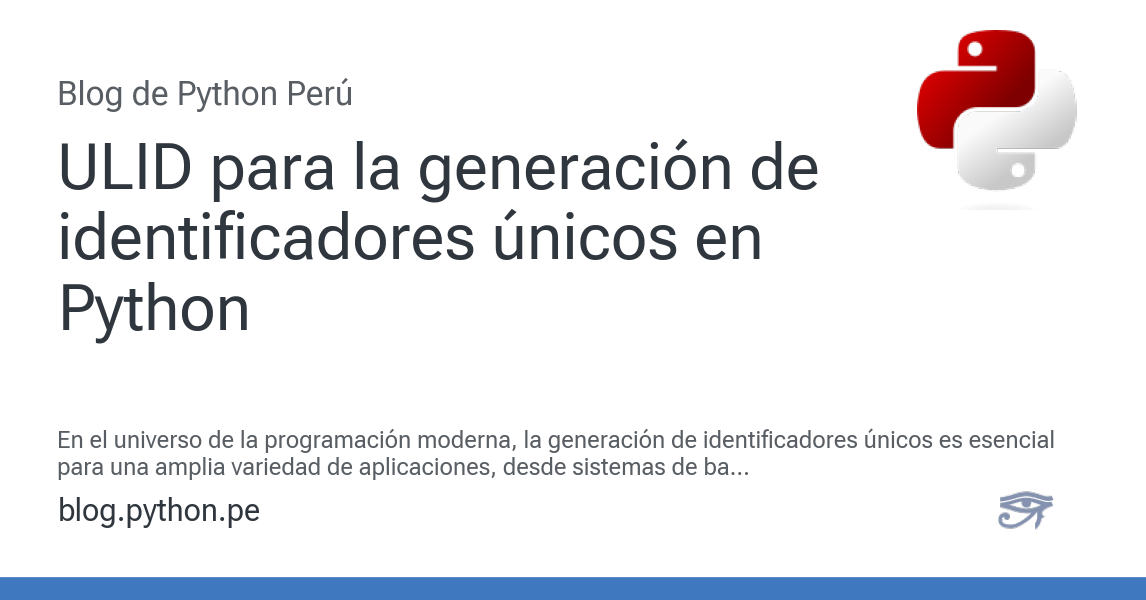 Blog de Python Perú
ULID para la generación de
identificadores únicos en
Python
En el universo de la programación moderna, la generación de identificadores únicos es esencial
para una amplia variedad de aplicaciones, desde sistemas de ba...
blog.python.pe